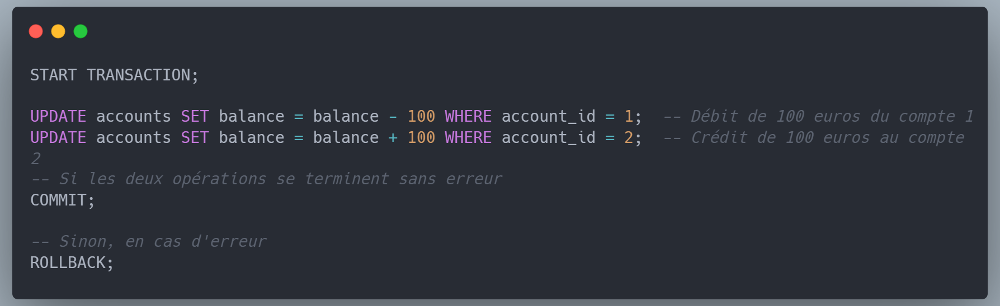 START TRANSACTION;
UPDATE accounts SET balance = balance - 100 WHERE account_id = 1;  -- Débit de 100 euros du compte 1
UPDATE accounts SET balance = balance + 100 WHERE account_id = 2;  -- Crédit de 100 euros au compte
2
-- Si les deux opérations se terminent sans erreur
COMMIT;
-- Sinon, en cas d'erreur
ROLLBACK;